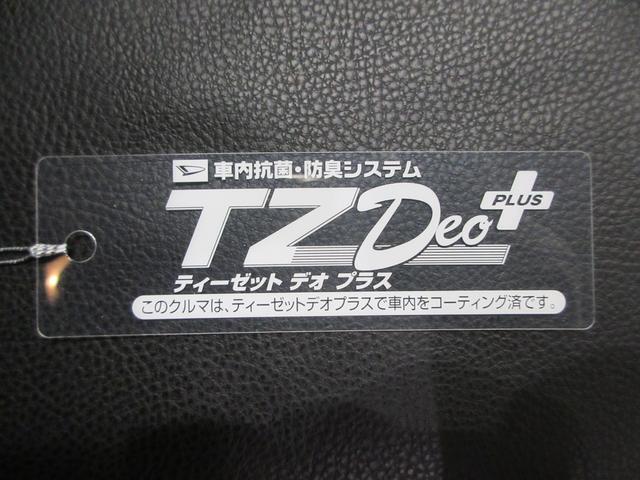 車内抗菌・防臭システム
TZ Deo PLUS
ティーゼット デオ プラス
このクルマは、ティーゼットデオプラスで車内をコーティング済です。